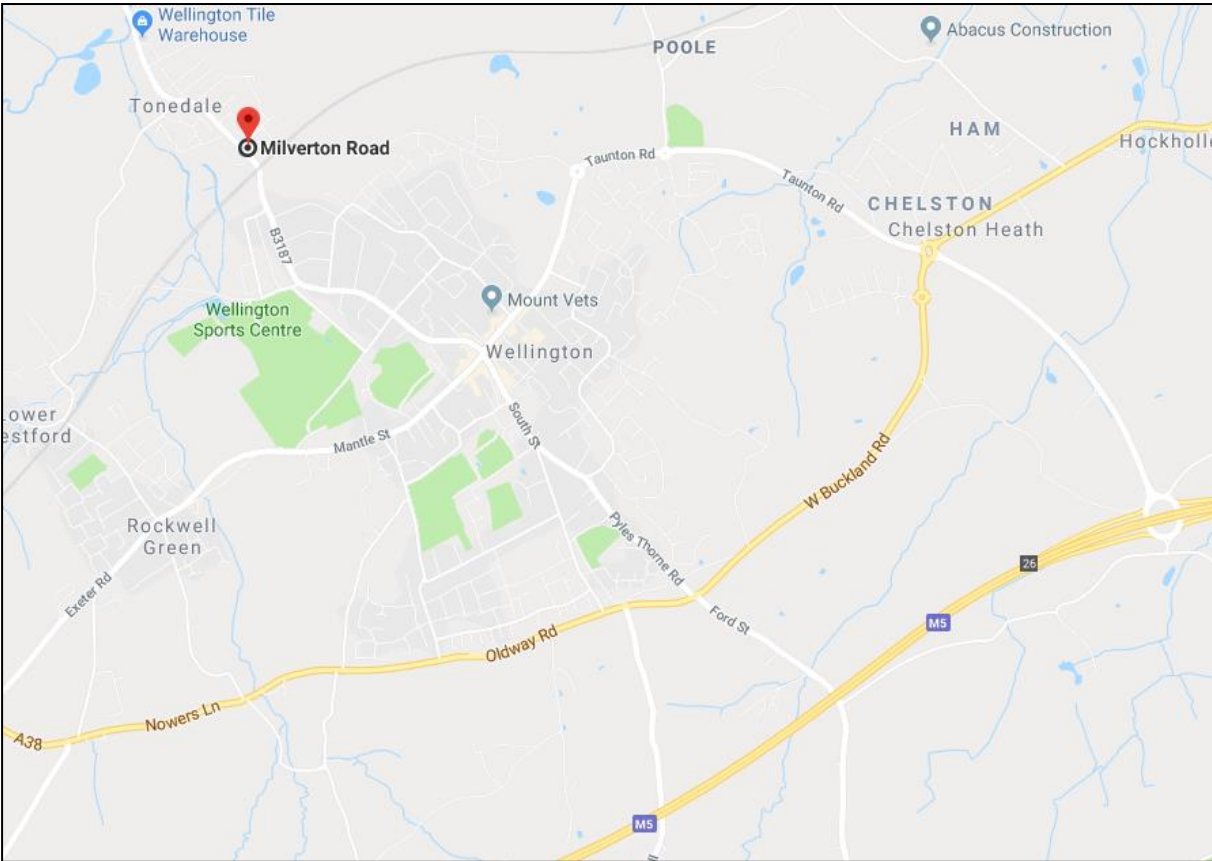 Wellington Tile
Warehouse
POOLE
Abacus Construction
Tonedale
Milverton Road
HAM
Hockholle
Taunton Rd
Taunton Rd
CHELSTON
Chelston Heath
B3187
Wellington
Sports Centre
Mount Vets
Wellington
Lower
estford
South St
Mantle St
W Buckland Rd
Rockwell
Green
Pyles Thorne Rd
Exeter Rd
26
M5
Ford St
Oldway Rd
Nowers Ln
A38
M5